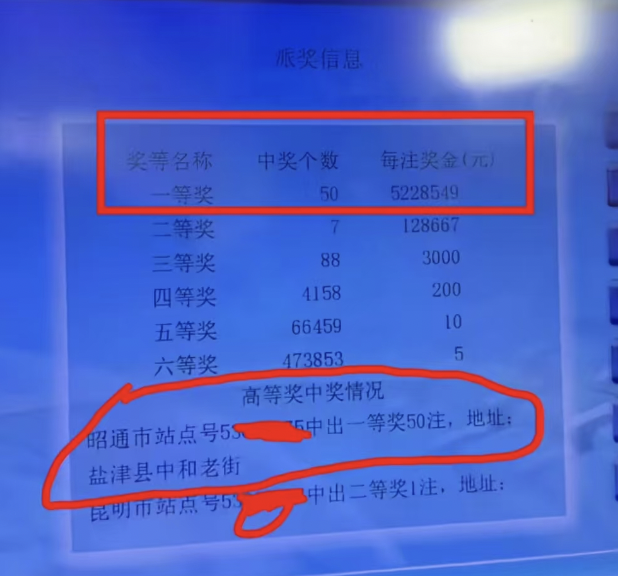 派奖信息
奖等名称 中奖个数 每注奖金(元)
一等奖 50 5228549
二等奖 7 128667
三等奖 88 3000
四等奖 4158 200
五等奖 66459 10
六等奖 473853 5
高等奖中奖情况
昭通市站点号53 中出一等奖50注，地址：
盐津县中和老街
昆明市站点号53 中出二等奖1注，地址：